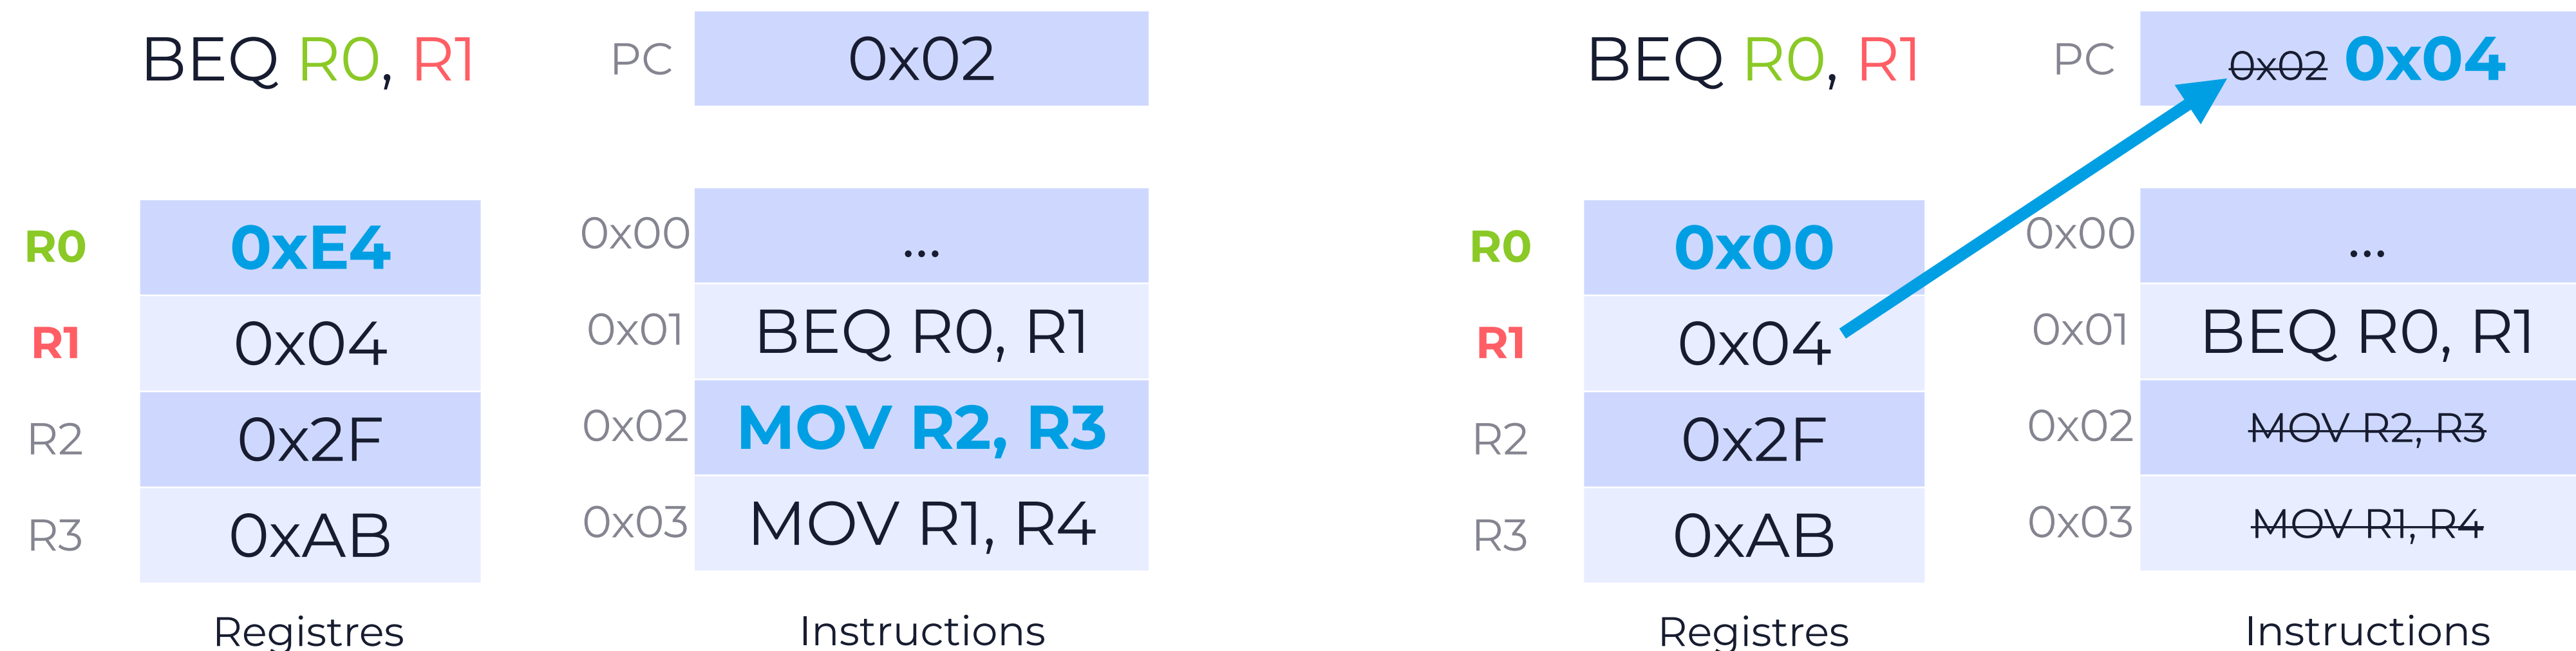 BEQ R0, R1
PC 0x02
R0 0xE4
R1 0x04
R2 0x2F
R3 0xAB
Registres
0x00 ...
0x01 BEQ R0, R1
0x02 MOV R2, R3
0x03 MOV R1, R4
Instructions
BEQ R0, R1
PC 0x02 0x04
R0 0x00
R1 0x04
R2 0x2F
R3 0xAB
Registres
0x00 ...
0x01 BEQ R0, R1
0x02 MOV R2, R3
0x03 MOV R1, R4
Instructions